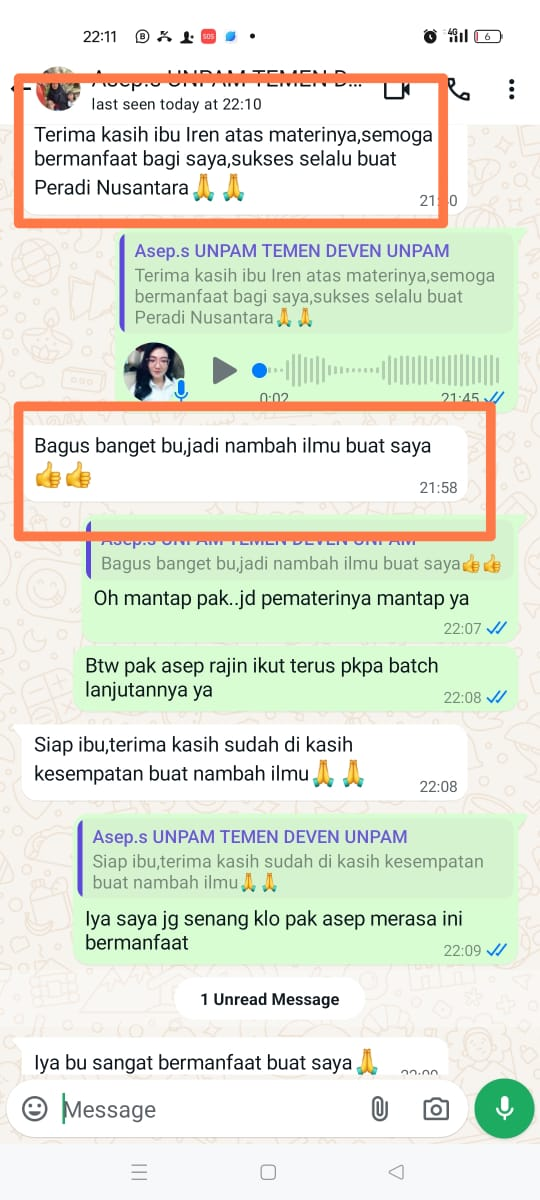 22:11
SOS
4G
6
Asep.s UNPAM TEMEN D...
last seen today at 22:10
Terima kasih ibu Iren atas materinya,semoga
bermanfaat bagi saya,sukses selalu buat
Peradi Nusantara🙏🙏
Asep.s UNPAM TEMEN DEVEN UNPAM
Terima kasih ibu Iren atas materinya,semoga
bermanfaat bagi saya,sukses selalu buat
Peradi Nusantara🙏🙏
0:02
21:45
Bagus banget bu,jadi nambah ilmu buat saya
👍👍
21:58
Asep.s UNPAM TEMEN DEVEN UNPAM
Bagus banget bu,jadi nambah ilmu buat saya👍👍
Oh mantap pak..jd pematerinya mantap ya
22:07
Btw pak asep rajin ikut terus pkpa batch
lanjutannya ya
22:08
Siap ibu,terima kasih sudah di kasih
kesempatan buat nambah ilmu🙏🙏
22:08
Asep.s UNPAM TEMEN DEVEN UNPAM
Siap ibu,terima kasih sudah di kasih kesempatan
buat nambah ilmu🙏🙏
Iya saya jg senang klo pak asep merasa ini
bermanfaat
22:09
1 Unread Message
Iya bu sangat bermanfaat buat saya🙏
Message